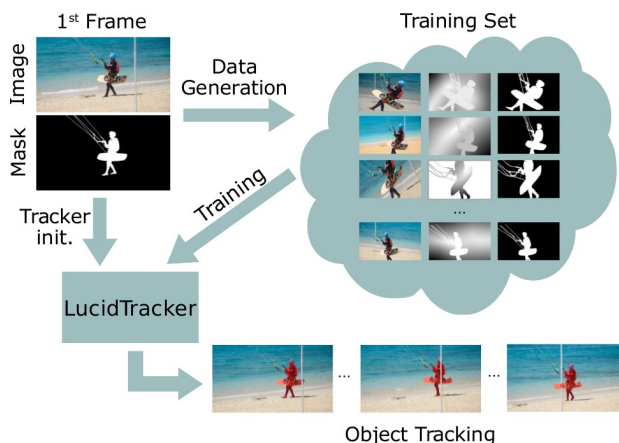 1st Frame
Training Set
Image
Data
Generation
Mask
Training
...
Tracker
init.
LucidTracker
... ...
Object Tracking